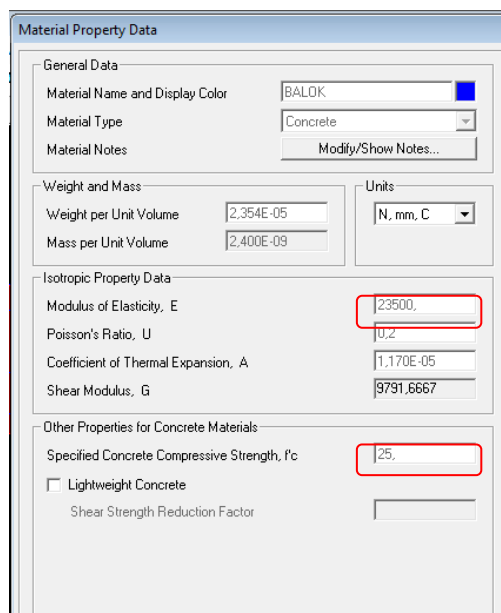 Material Property Data
General Data
Material Name and Display Color BALOK
Material Type Concrete
Material Notes Modify/Show Notes...
Weight and Mass Units
Weight per Unit Volume 2,354E-05 N, mm, C
Mass per Unit Volume 2,400E-09
Isotropic Property Data
Modulus of Elasticity, E 23500,
Poisson's Ratio, U 0,2
Coefficient of Thermal Expansion, A 1,170E-05
Shear Modulus, G 9791,6667
Other Properties for Concrete Materials
Specified Concrete Compressive Strength, f'c 25,
Lightweight Concrete
Shear Strength Reduction Factor